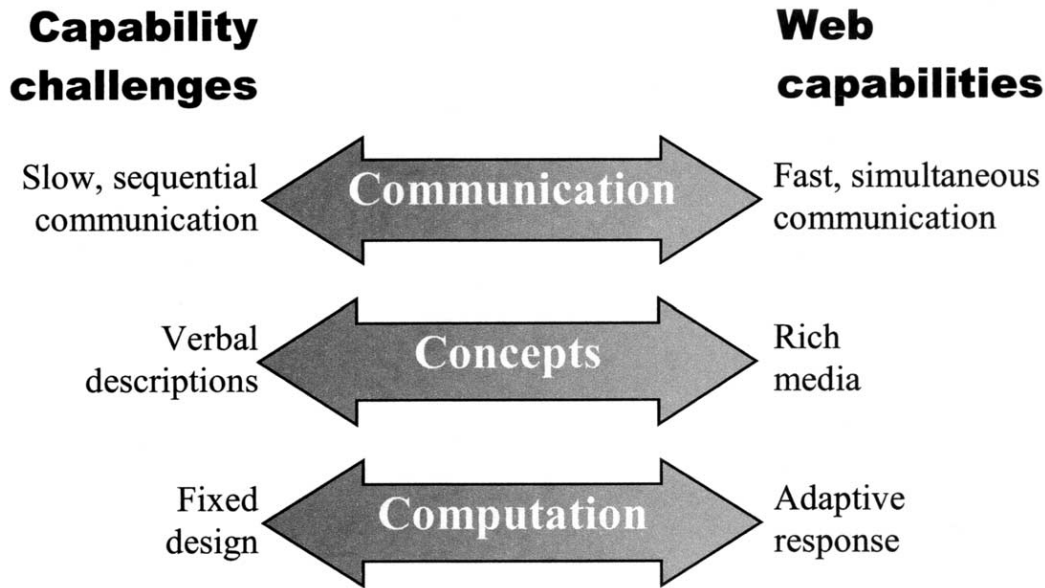 Capability
challenges
Web
capabilities
Slow, sequential
communication
Communication
Fast, simultaneous
communication
Verbal
descriptions
Concepts
Rich
media
Fixed
design
Computation
Adaptive
response